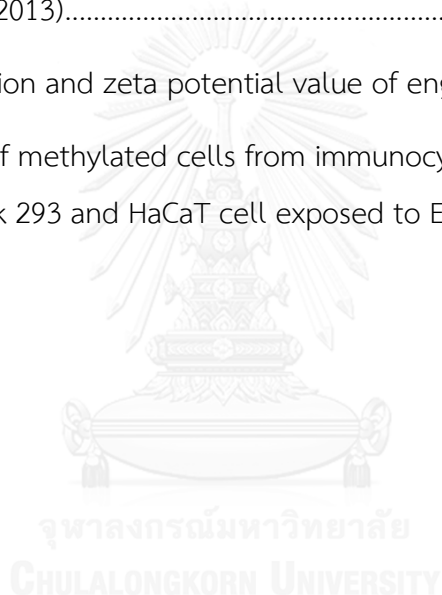 2013)..............................................
ion and zeta potential value of eng
f methylated cells from immunocy
k 293 and HaCaT cell exposed to E
จุฬาลงกรณ์มหาวิทยาลัย
CHULALONGKORN UNIVERSITY